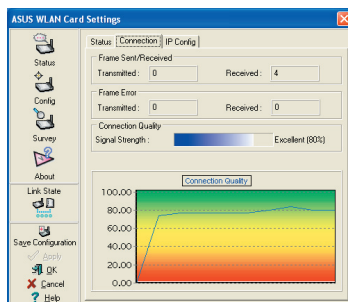 ASUS WLAN Card Settings
Status
Config
Survey
About
Link State
Save Configuration
Apply
OK
Cancel
Help
Status Connection IP Config
Frame Sent/Received
Transmitted : 0 Received : 4
Frame Error
Transmitted : 0 Received : 0
Connection Quality
Signal Strength : Excellent (80%)
Connection Quality
100.00
80.00
60.00
40.00
20.00
0.00